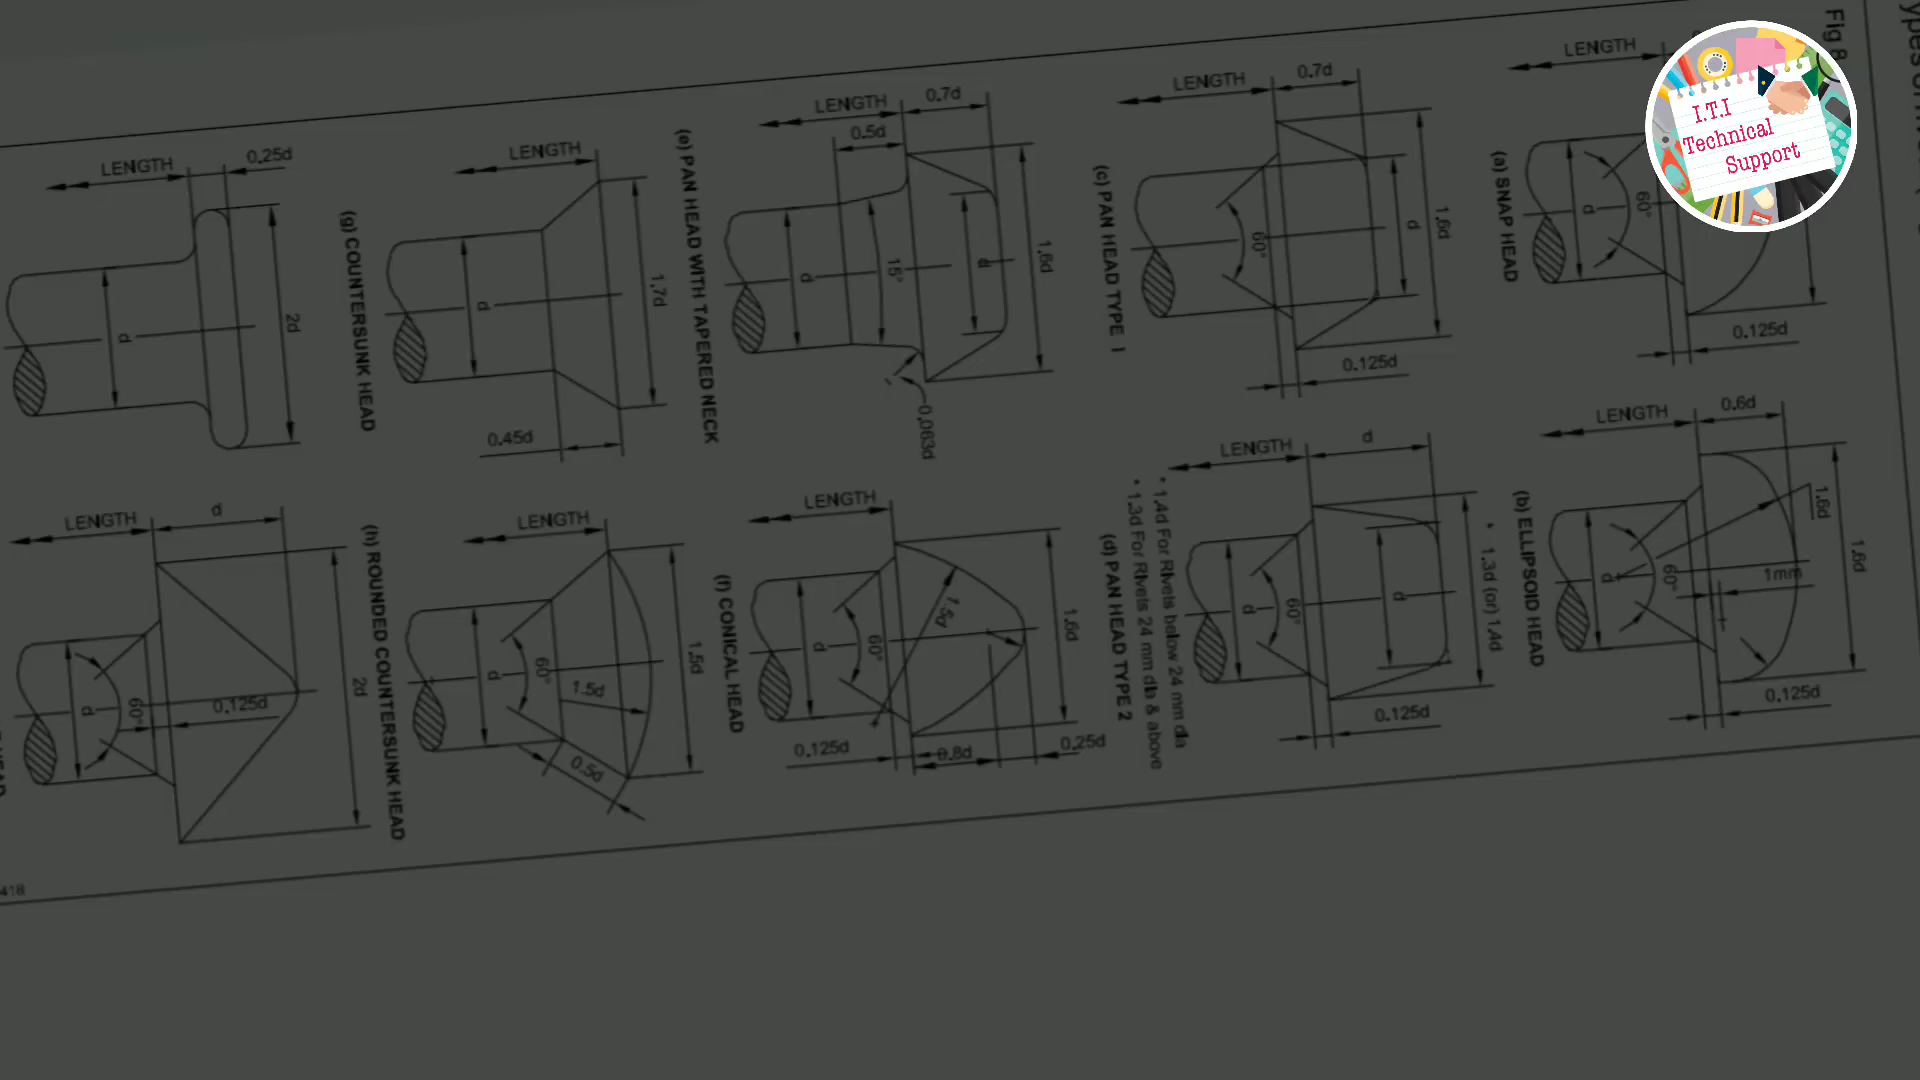 Fig 8
I.T.I
Technical
Support
LENGTH
(a) SNAP HEAD
d
60°
0.125d
LENGTH
0.6d
(b) ELLIPSOID HEAD
d
60°
1mm
1.6d
1.6d
0.125d
LENGTH
0.7d
(c) PAN HEAD TYPE 1
d
60°
d
1.6d
0.125d
LENGTH
d
* 1.3d (or) 1.4d
d
60°
d
0.125d
(d) PAN HEAD TYPE 2
* 1.4d For Rivets below 24 mm dia
* 1.3d For Rivets 24 mm dia & above
LENGTH
0.7d
0.5d
(e) PAN HEAD WITH TAPERED NECK
d
15°
d
1.6d
0.063d
LENGTH
(f) CONICAL HEAD
d
60°
1.6d
0.125d
0.8d
0.25d
LENGTH
(g) COUNTERSUNK HEAD
d
1.7d
0.45d
LENGTH
(h) ROUNDED COUNTERSUNK HEAD
d
60°
1.5d
1.5d
0.5d
LENGTH
0.25d
d
2d
LENGTH
d
d
60°
0.125d
2d
418